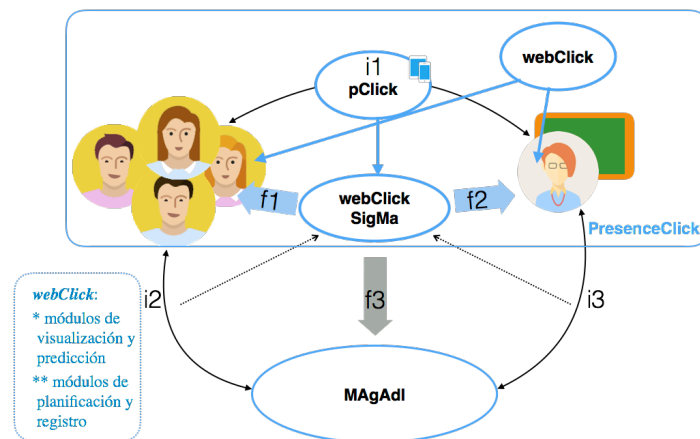 i1
pClick
webClick
webClick
SigMa
f1
f2
PresenceClick
webClick:
* módulos de
visualización y
predicción
** módulos de
planificación y
registro
i2
f3
i3
MAgAdI